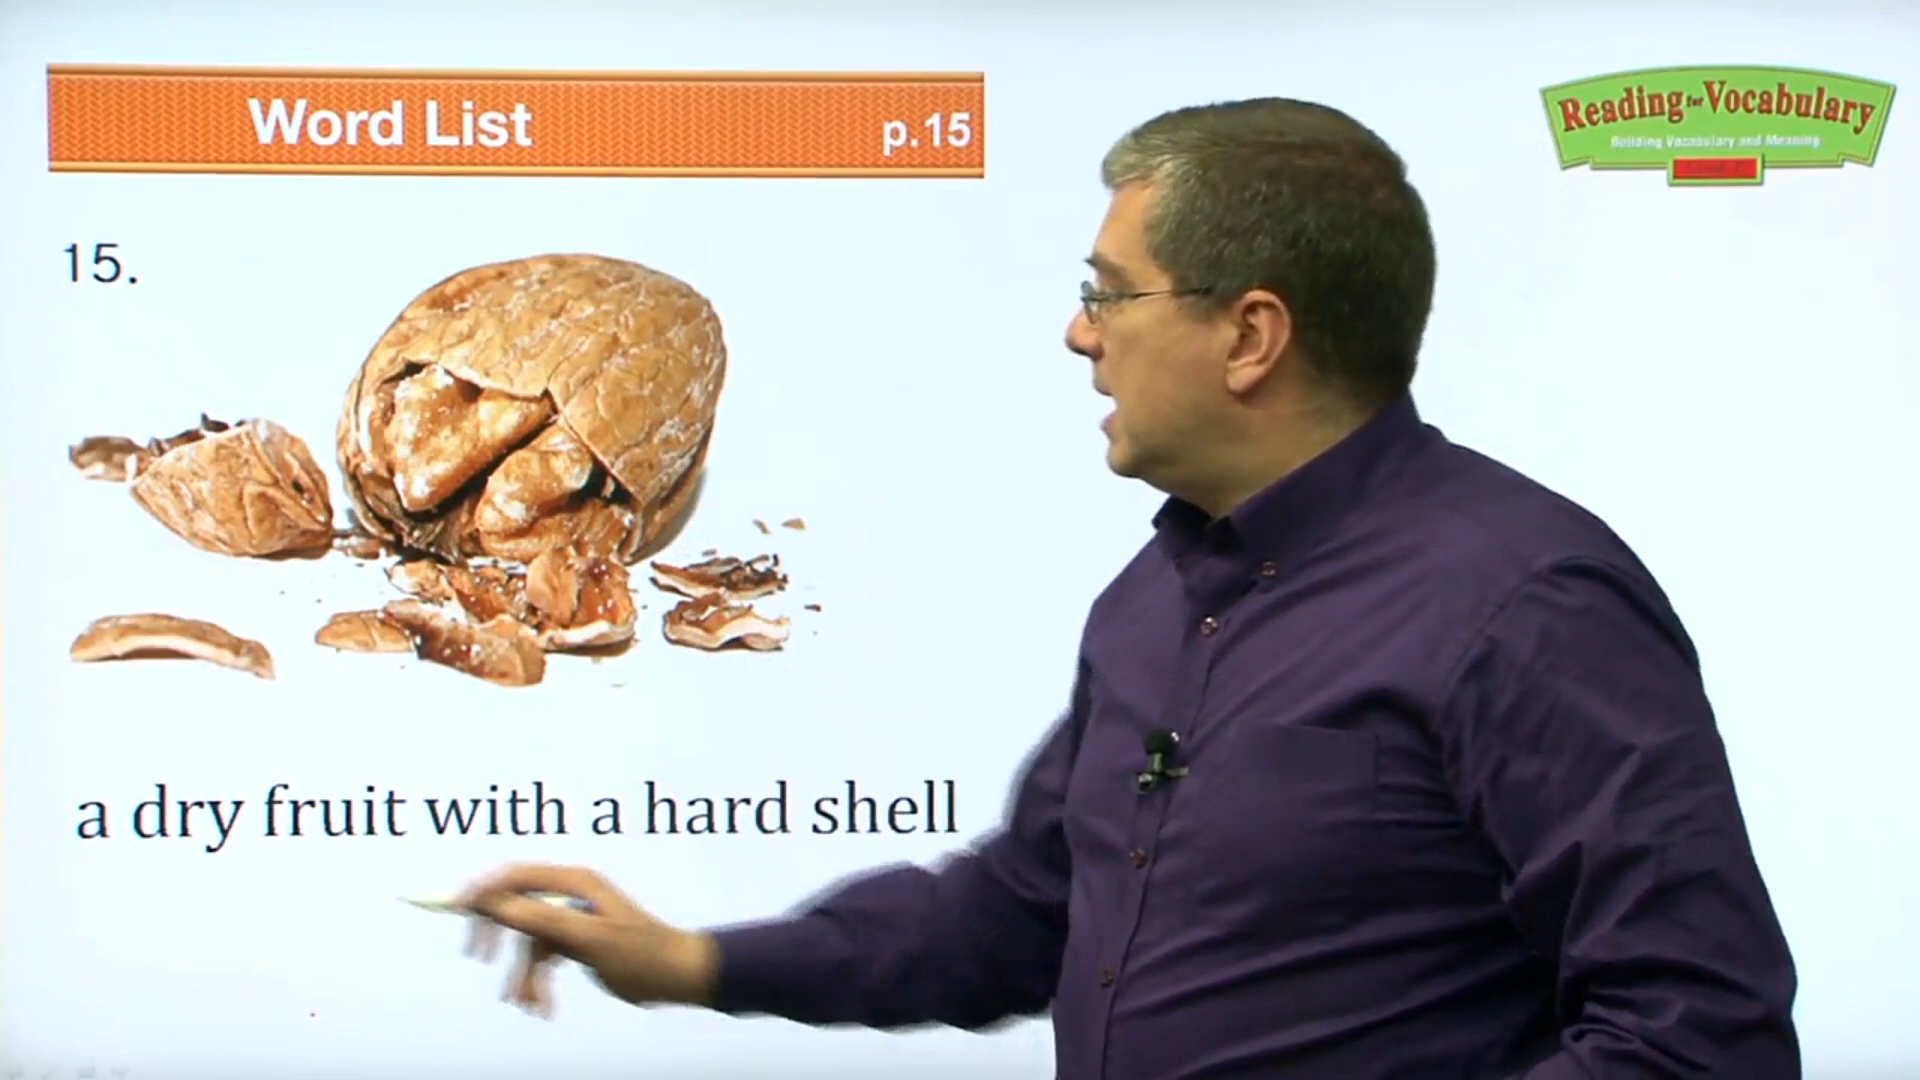 Word List
p.15
Reading for Vocabulary
Building Vocabulary and Meaning
15.
a dry fruit with a hard shell